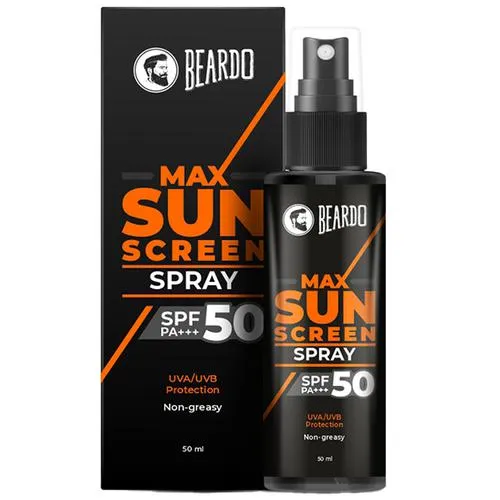 BEARDO
MAX
SUN
SCREEN
SPRAY
SPF
PA+++
50
UVA/UVB
Protection
Non-greasy
50 ml
BEARDO
MAX
SUN
SCREEN
SPRAY
SPF
PA+++
50
UVA/UVB
Protection
Non-greasy
50 ml